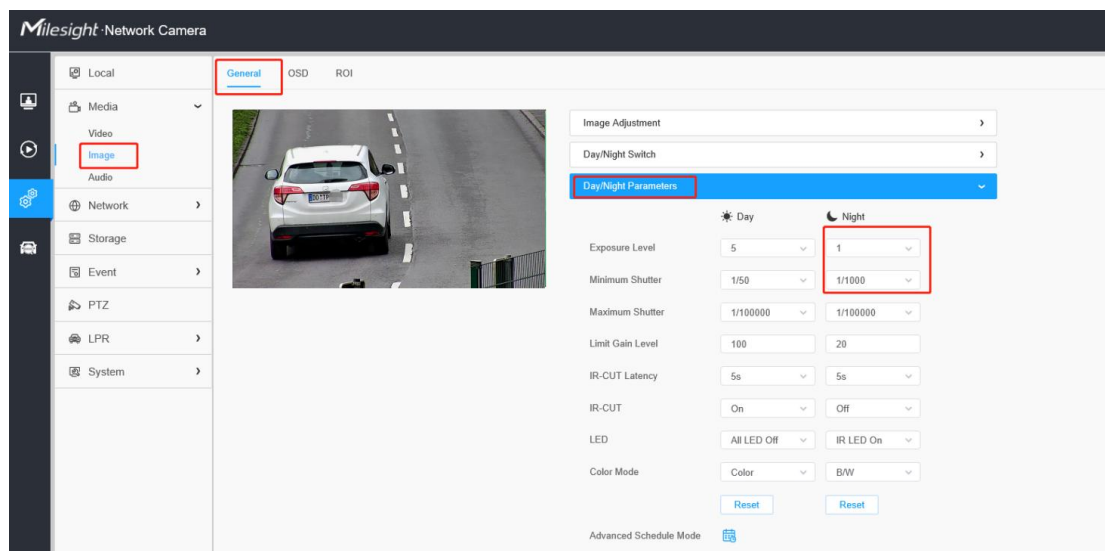 Milesight · Network Camera
Local
Media
Video
Image
Audio
Network
Storage
Event
PTZ
LPR
System
General OSD ROI
Image Adjustment
Day/Night Switch
Day/Night Parameters
Day Night
Exposure Level 5 1
Minimum Shutter 1/50 1/1000
Maximum Shutter 1/100000 1/100000
Limit Gain Level 100 20
IR-CUT Latency 5s 5s
IR-CUT On Off
LED All LED Off IR LED On
Color Mode Color B/W
Reset Reset
Advanced Schedule Mode